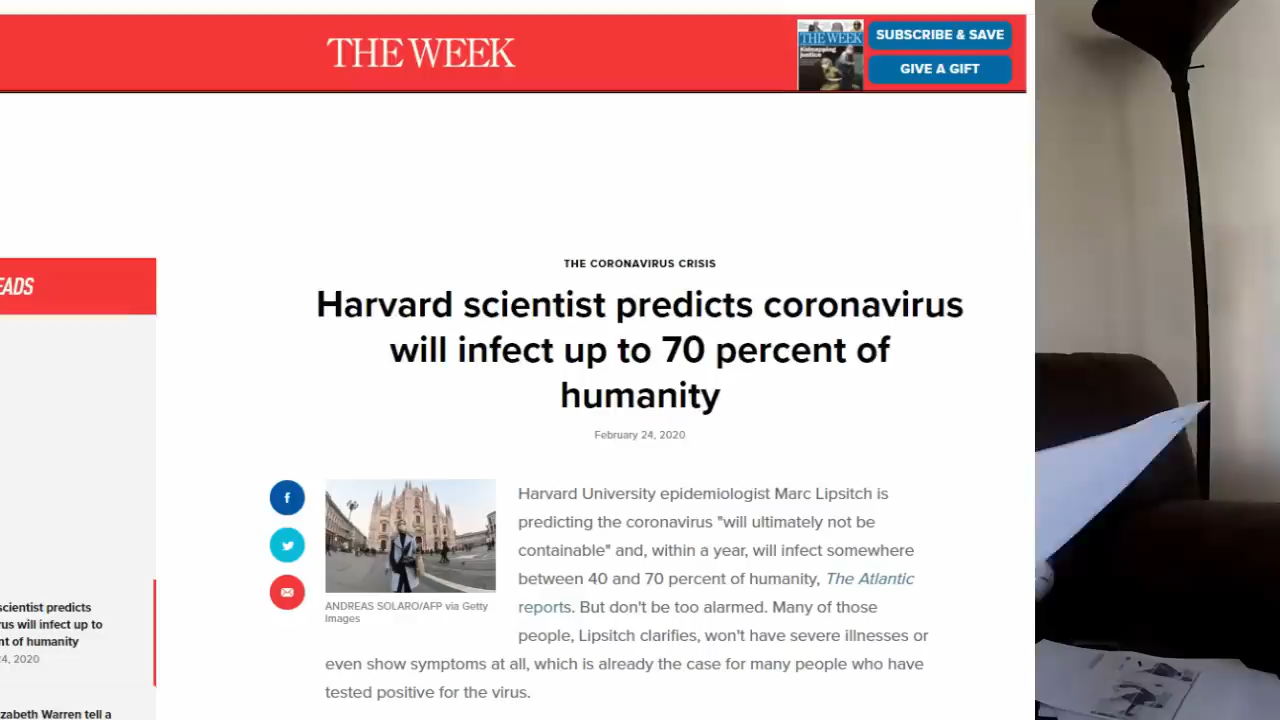 THE WEEK
THE WEEK
Kidnapping
justice
SUBSCRIBE & SAVE
GIVE A GIFT
EADS
THE CORONAVIRUS CRISIS
Harvard scientist predicts coronavirus
will infect up to 70 percent of
humanity
February 24, 2020
ANDREAS SOLARO/AFP via Getty
Images
Harvard University epidemiologist Marc Lipsitch is
predicting the coronavirus "will ultimately not be
containable" and, within a year, will infect somewhere
between 40 and 70 percent of humanity, The Atlantic
reports. But don't be too alarmed. Many of those
people, Lipsitch clarifies, won't have severe illnesses or
even show symptoms at all, which is already the case for many people who have
tested positive for the virus.
scientist predicts
rus will infect up to
nt of humanity
4, 2020
zabeth Warren tell a